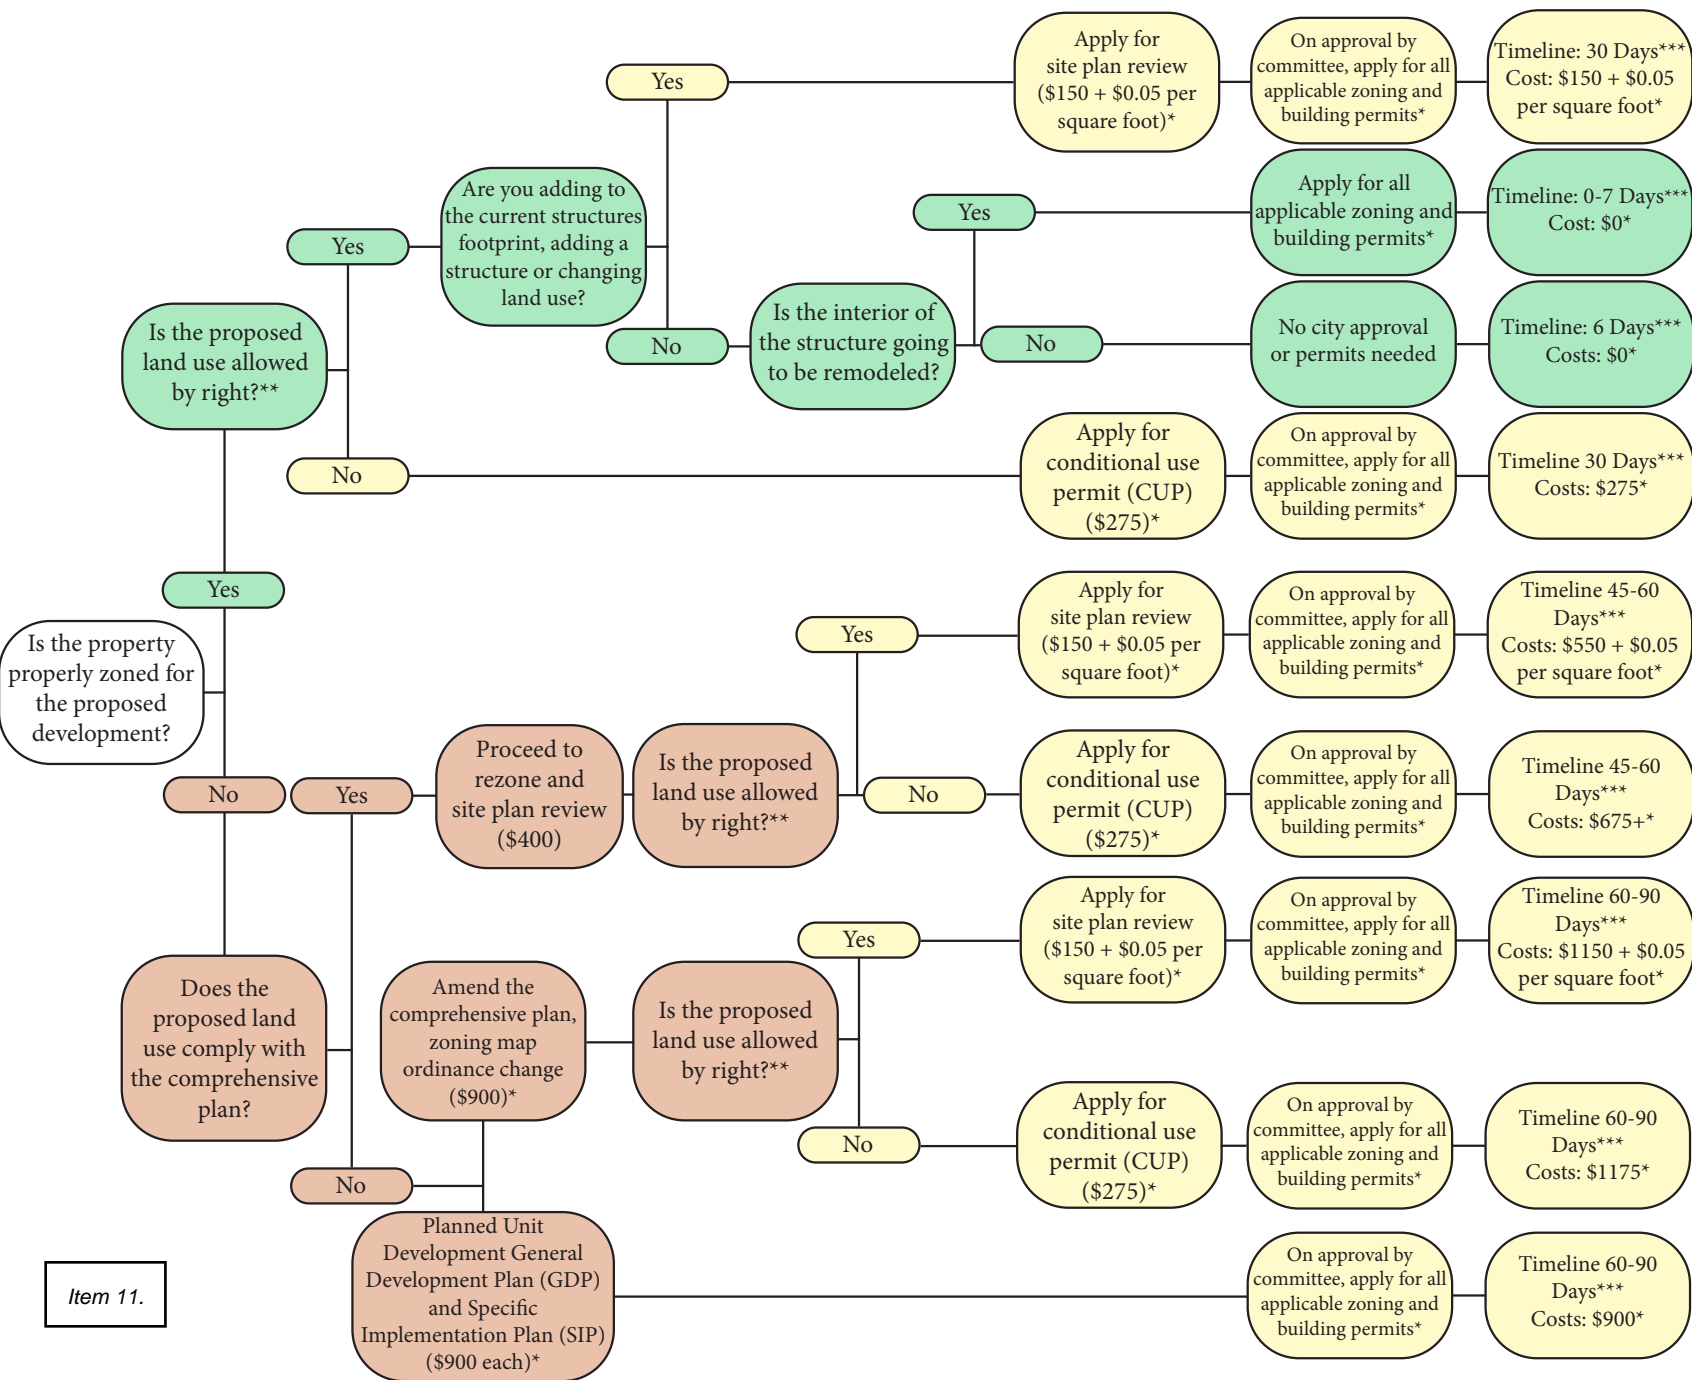 Yes
Apply for
site plan review
($150 + $0.05 per
square foot)*
On approval by
committee, apply for all
applicable zoning and
building permits*
Timeline: 30 Days***
Cost: $150 + $0.05
per square foot*
Are you adding to
the current structures
footprint, adding a
structure or changing
land use?
Yes
Yes
Apply for all
applicable zoning and
building permits*
Timeline: 0-7 Days***
Cost: $0*
Is the proposed
land use allowed
by right?**
No
Is the interior of
the structure going
to be remodeled?
No
No city approval
or permits needed
Timeline: 6 Days***
Costs: $0*
No
Apply for
conditional use
permit (CUP)
($275)*
On approval by
committee, apply for all
applicable zoning and
building permits*
Timeline 30 Days***
Costs: $275*
Yes
Is the property
properly zoned for
the proposed
development?
Yes
Apply for
site plan review
($150 + $0.05 per
square foot)*
On approval by
committee, apply for all
applicable zoning and
building permits*
Timeline 45-60
Days***
Costs: $550 + $0.05
per square foot*
No
Yes
Proceed to
rezone and
site plan review
($400)
Is the proposed
land use allowed
by right?**
No
Apply for
conditional use
permit (CUP)
($275)*
On approval by
committee, apply for all
applicable zoning and
building permits*
Timeline 45-60
Days***
Costs: $675+*
Yes
Apply for
site plan review
($150 + $0.05 per
square foot)*
On approval by
committee, apply for all
applicable zoning and
building permits*
Timeline 60-90
Days***
Costs: $1150 + $0.05
per square foot*
Does the
proposed land
use comply with
the comprehensive
plan?
Amend the
comprehensive plan,
zoning map
ordinance change
($900)*
Is the proposed
land use allowed
by right?**
No
Apply for
conditional use
permit (CUP)
($275)*
On approval by
committee, apply for all
applicable zoning and
building permits*
Timeline 60-90
Days***
Costs: $1175*
No
Planned Unit
Development General
Development Plan (GDP)
and Specific
Implementation Plan (SIP)
($900 each)*
On approval by
committee, apply for all
applicable zoning and
building permits*
Timeline 60-90
Days***
Costs: $900*
Item 11.